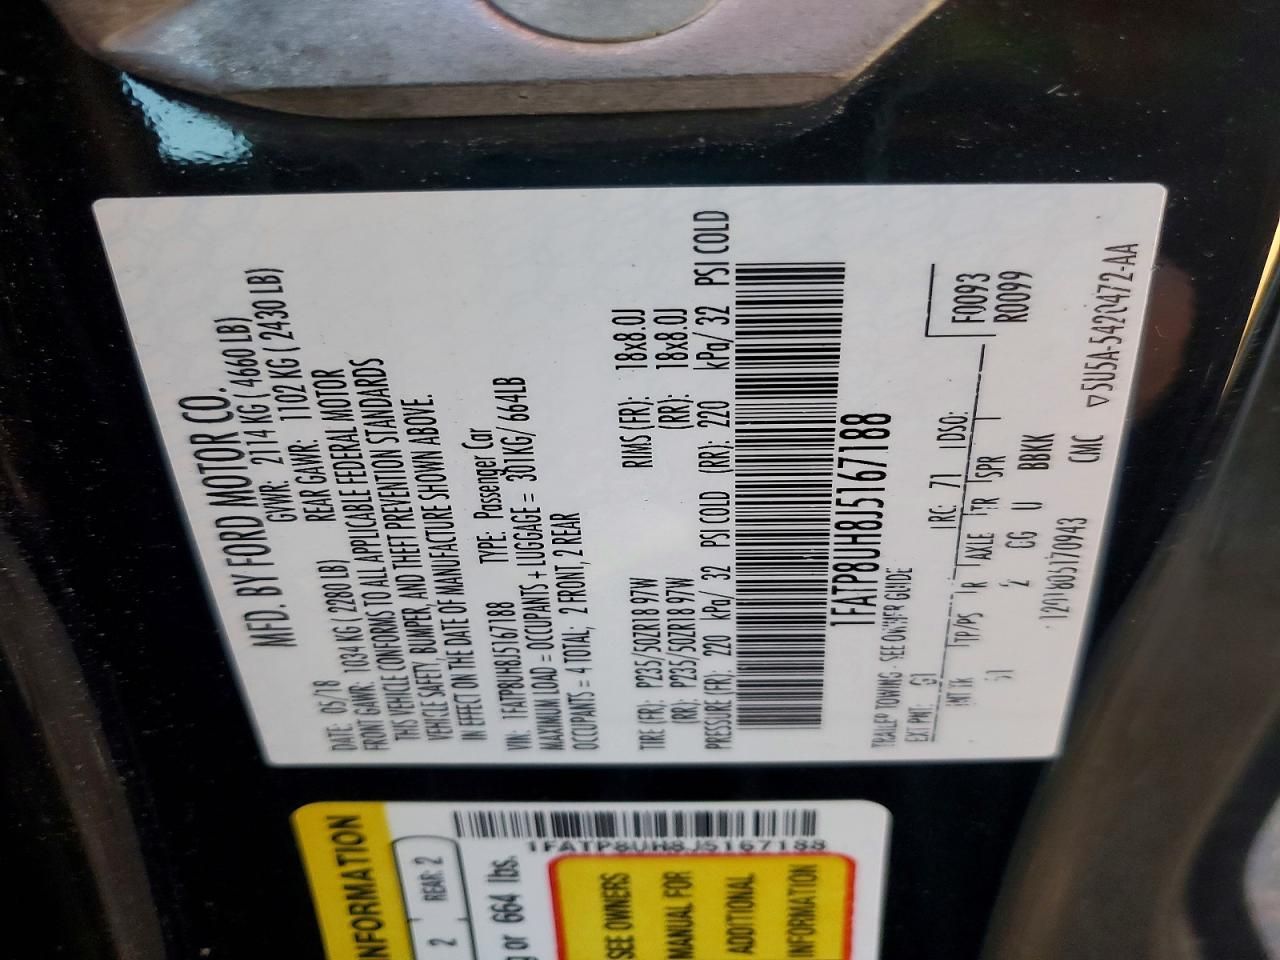 MFD. BY FORD MOTOR CO.
DATE: 05/18 GVWR: 2114 KG ( 4660 LB)
FRONT GAWR: 1034 KG ( 2280 LB) REAR GAWR: 1102 KG ( 2430 LB)
THIS VEHICLE CONFORMS TO ALL APPLICABLE FEDERAL MOTOR
VEHICLE SAFETY, BUMPER, AND THEFT PREVENTION STANDARDS
IN EFFECT ON THE DATE OF MANUFACTURE SHOWN ABOVE.
VIN: 1FATP8UH8J5167188 TYPE: Passenger Car
MAXIMUM LOAD = OCCUPANTS + LUGGAGE = 301KG/ 664LB
OCCUPANTS = 4 TOTAL; 2 FRONT, 2 REAR
TIRE (FR): P235/50ZR18 97W RIMS (FR): 18x8.0J
(RR): P235/50ZR18 97W (RR): 18x8.0J
PRESSURE (FR): 220 kPa/ 32 PSI COLD (RR): 220 kPa/ 32 PSI COLD
1FATP8UH8J5167188
TRAILER TOWING - SEE OWNER GUIDE
EXT PNT: G1 RC: 71 DSO: F0093
R0099
INT TR TP/PS R AXLE TR SPR
2 GG U BBKK
1201805170943 CMC ▽5U5A-5420472-AA
INFORMATION
2 REAR: 2
or 664 lbs.
1FATP8UH8J5167188
SEE OWNERS
MANUAL FOR
ADDITIONAL
INFORMATION